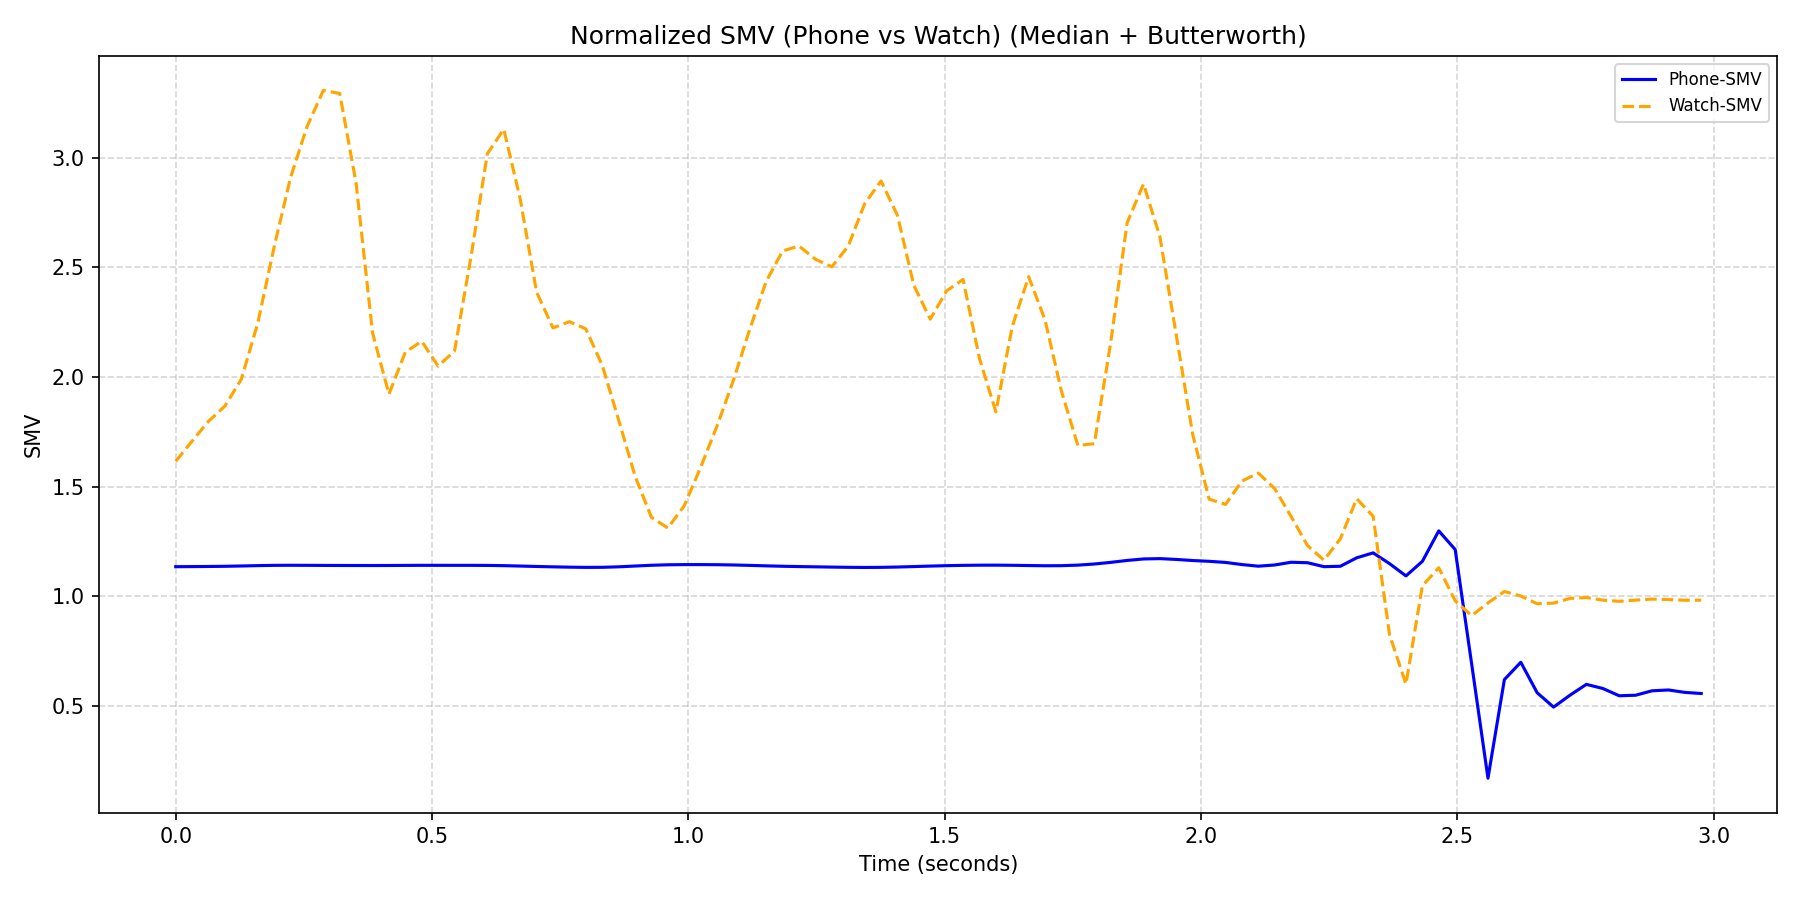 Normalized SMV (Phone vs Watch) (Median + Butterworth)
Phone-SMV
Watch-SMV
SMV
3.0
2.5
2.0
1.5
1.0
0.5
0.0 0.5 1.0 1.5 2.0 2.5 3.0
Time (seconds)